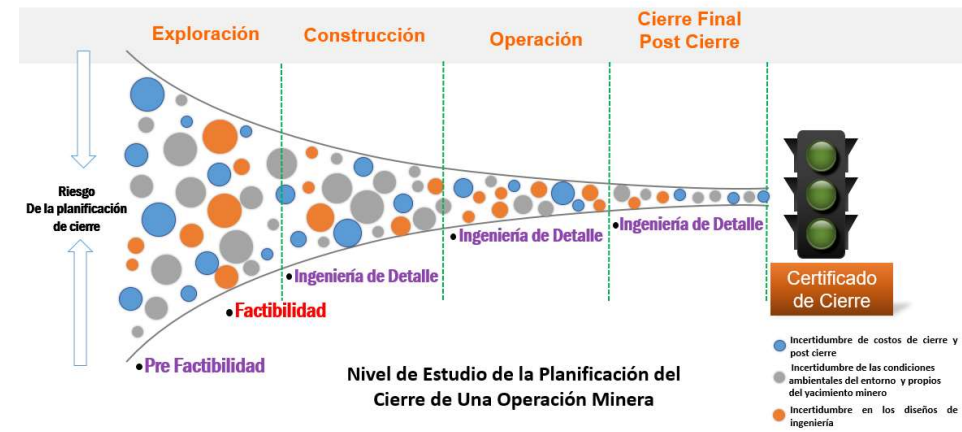 Exploración
Construcción
Operación
Cierre Final
Post Cierre
Riesgo
De la planificación
de cierre
•Pre Factibilidad
•Factibilidad
•Ingeniería de Detalle
•Ingeniería de Detalle
•Ingeniería de Detalle
Certificado
de Cierre
Nivel de Estudio de la Planificación del
Cierre de Una Operación Minera
Incertidumbre de costos de cierre y
post cierre
Incertidumbre de las condiciones
ambientales del entorno y propios
del yacimiento minero
Incertidumbre en los diseños de
ingeniería